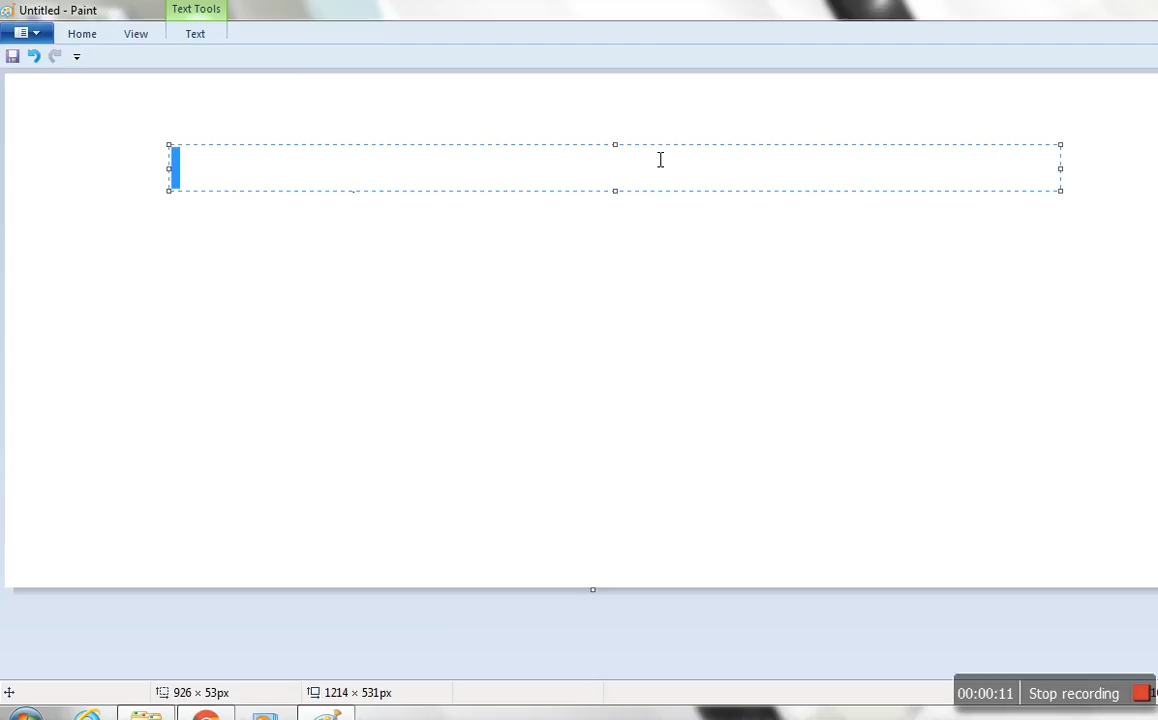 Untitled - Paint
Text Tools
Home
View
Text
926 × 53px
1214 × 531px
00:00:11
Stop recording